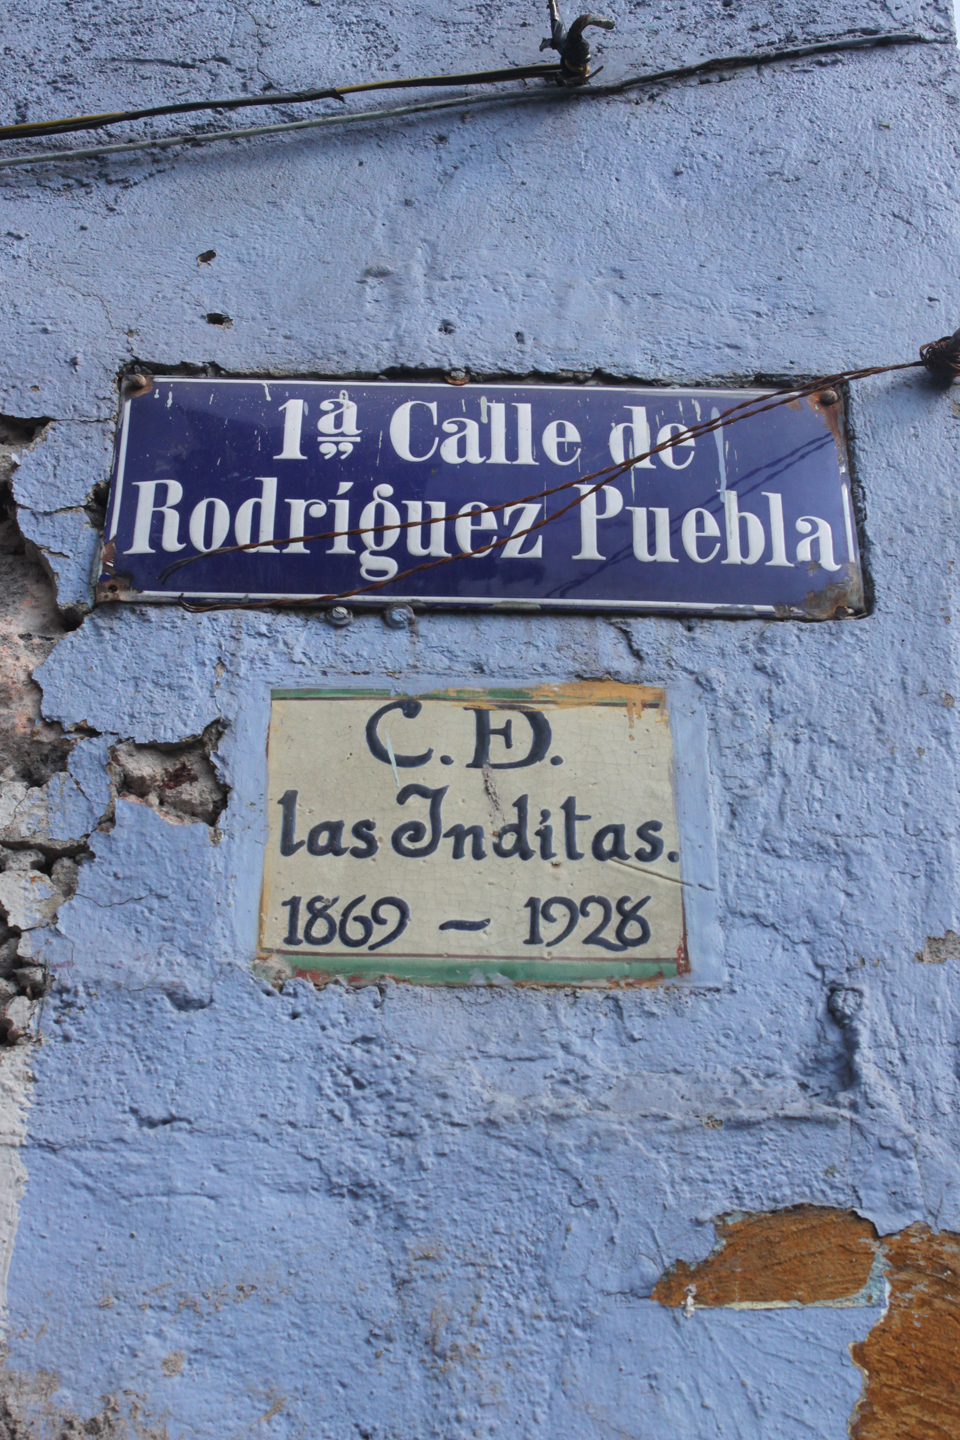 1ª Calle de
Rodríguez Puebla
C. D.
las Inditas.
1869 - 1928